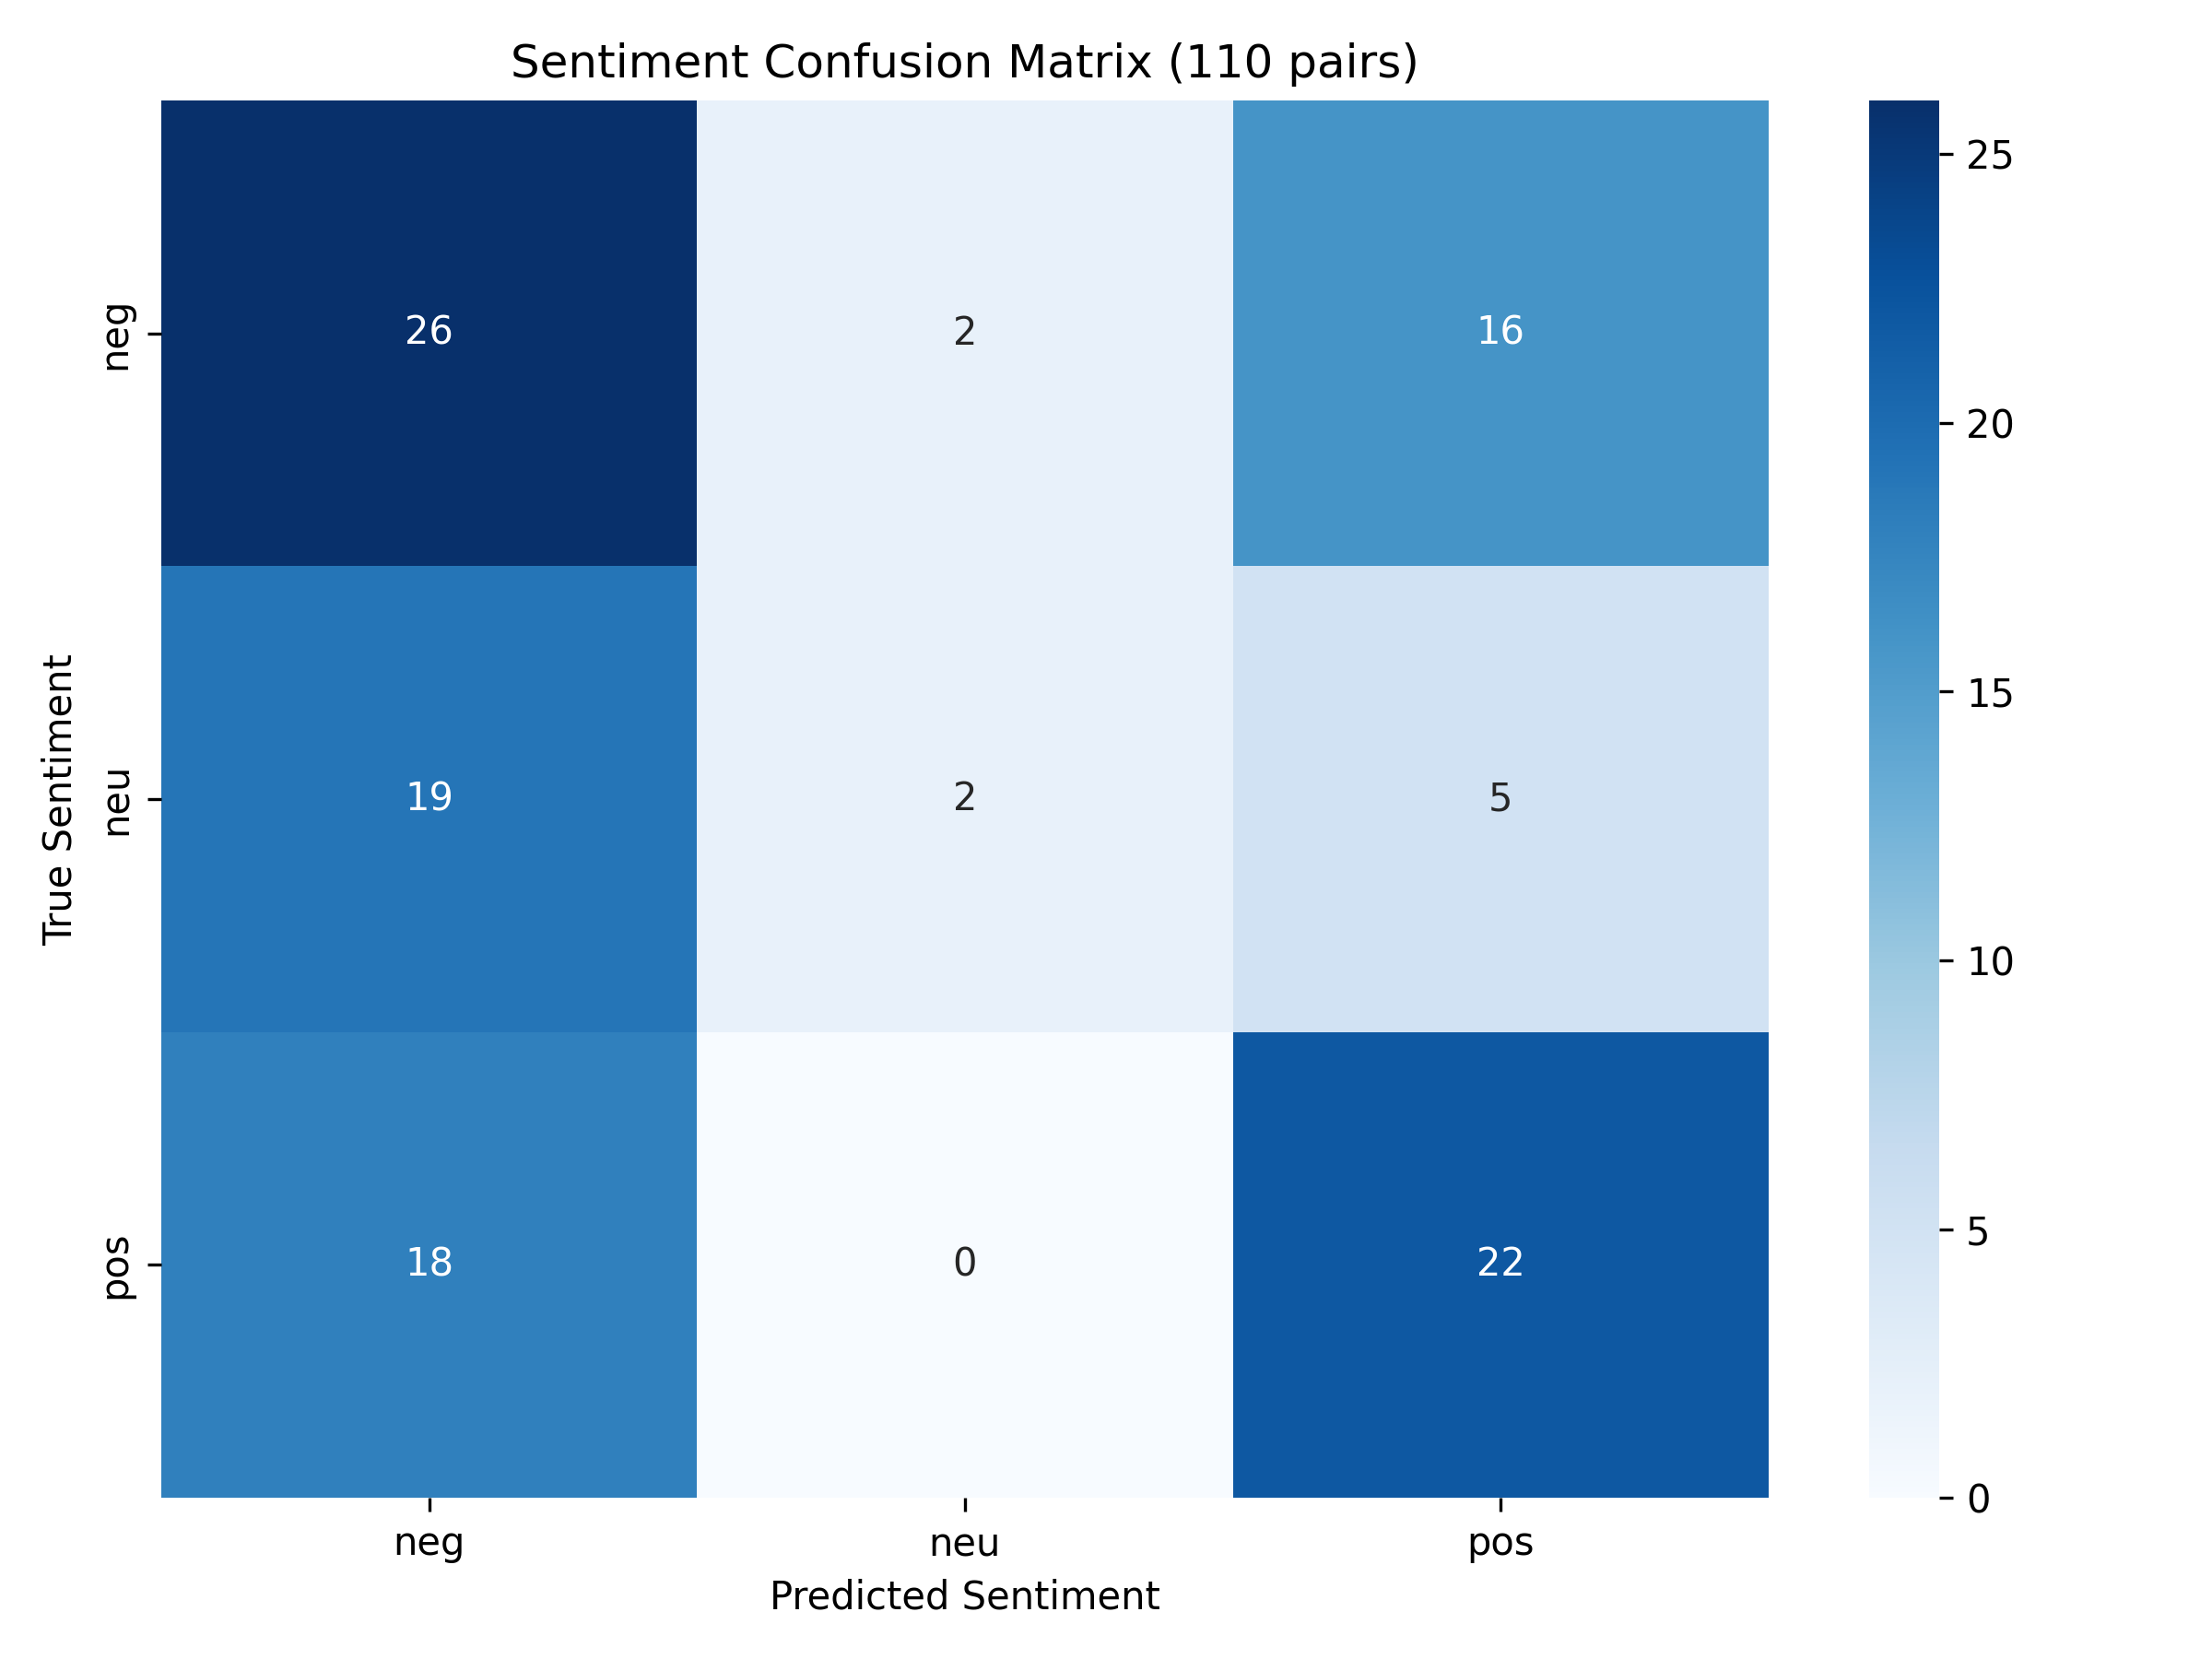 Sentiment Confusion Matrix (110 pairs)
True Sentiment
neg
26
2
16
neu
19
2
5
pos
18
0
22
neg
neu
pos
Predicted Sentiment
25
20
15
10
5
0